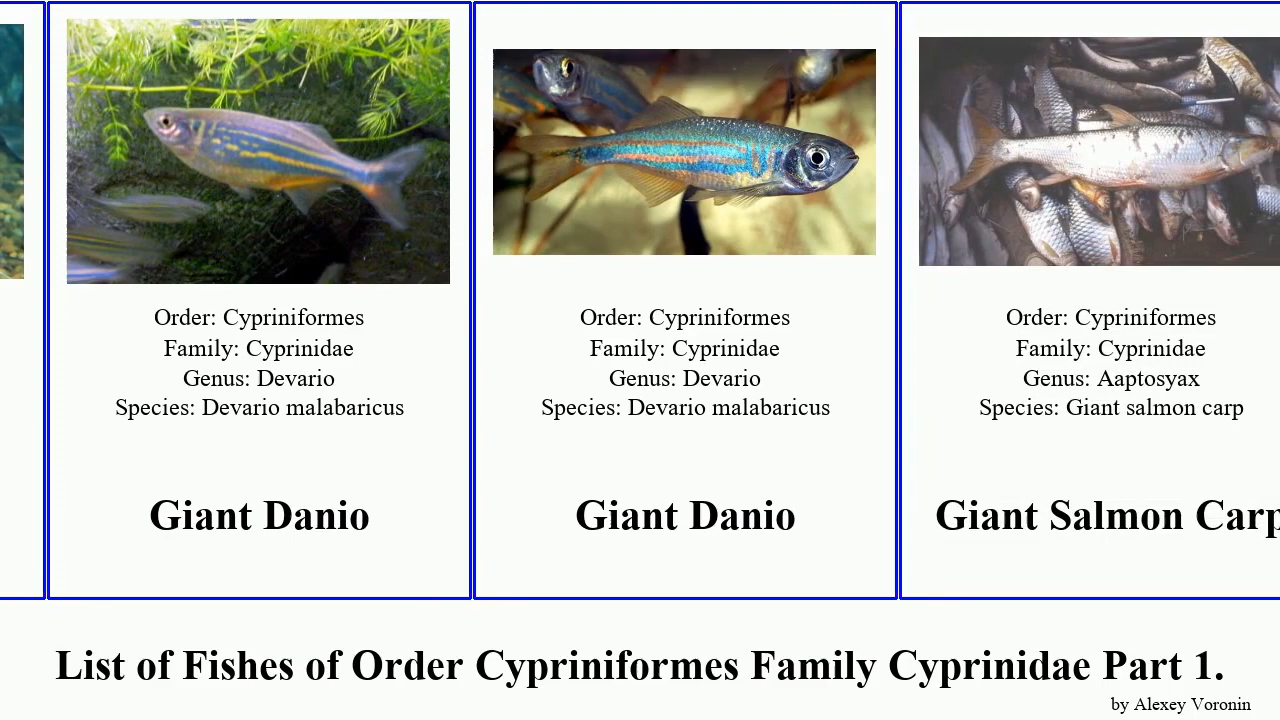 Order: Cypriniformes
Family: Cyprinidae
Genus: Devario
Species: Devario malabaricus
Giant Danio
Order: Cypriniformes
Family: Cyprinidae
Genus: Devario
Species: Devario malabaricus
Giant Danio
Order: Cypriniformes
Family: Cyprinidae
Genus: Aaptosyax
Species: Giant salmon carp
Giant Salmon Carp
List of Fishes of Order Cypriniformes Family Cyprinidae Part 1.
by Alexey Voronin